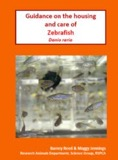 Guidance on the housing
and care of
Zebrafish
Danio rerio
Barney Reed & Maggy Jennings
Research Animals Department, Science Group, RSPCA